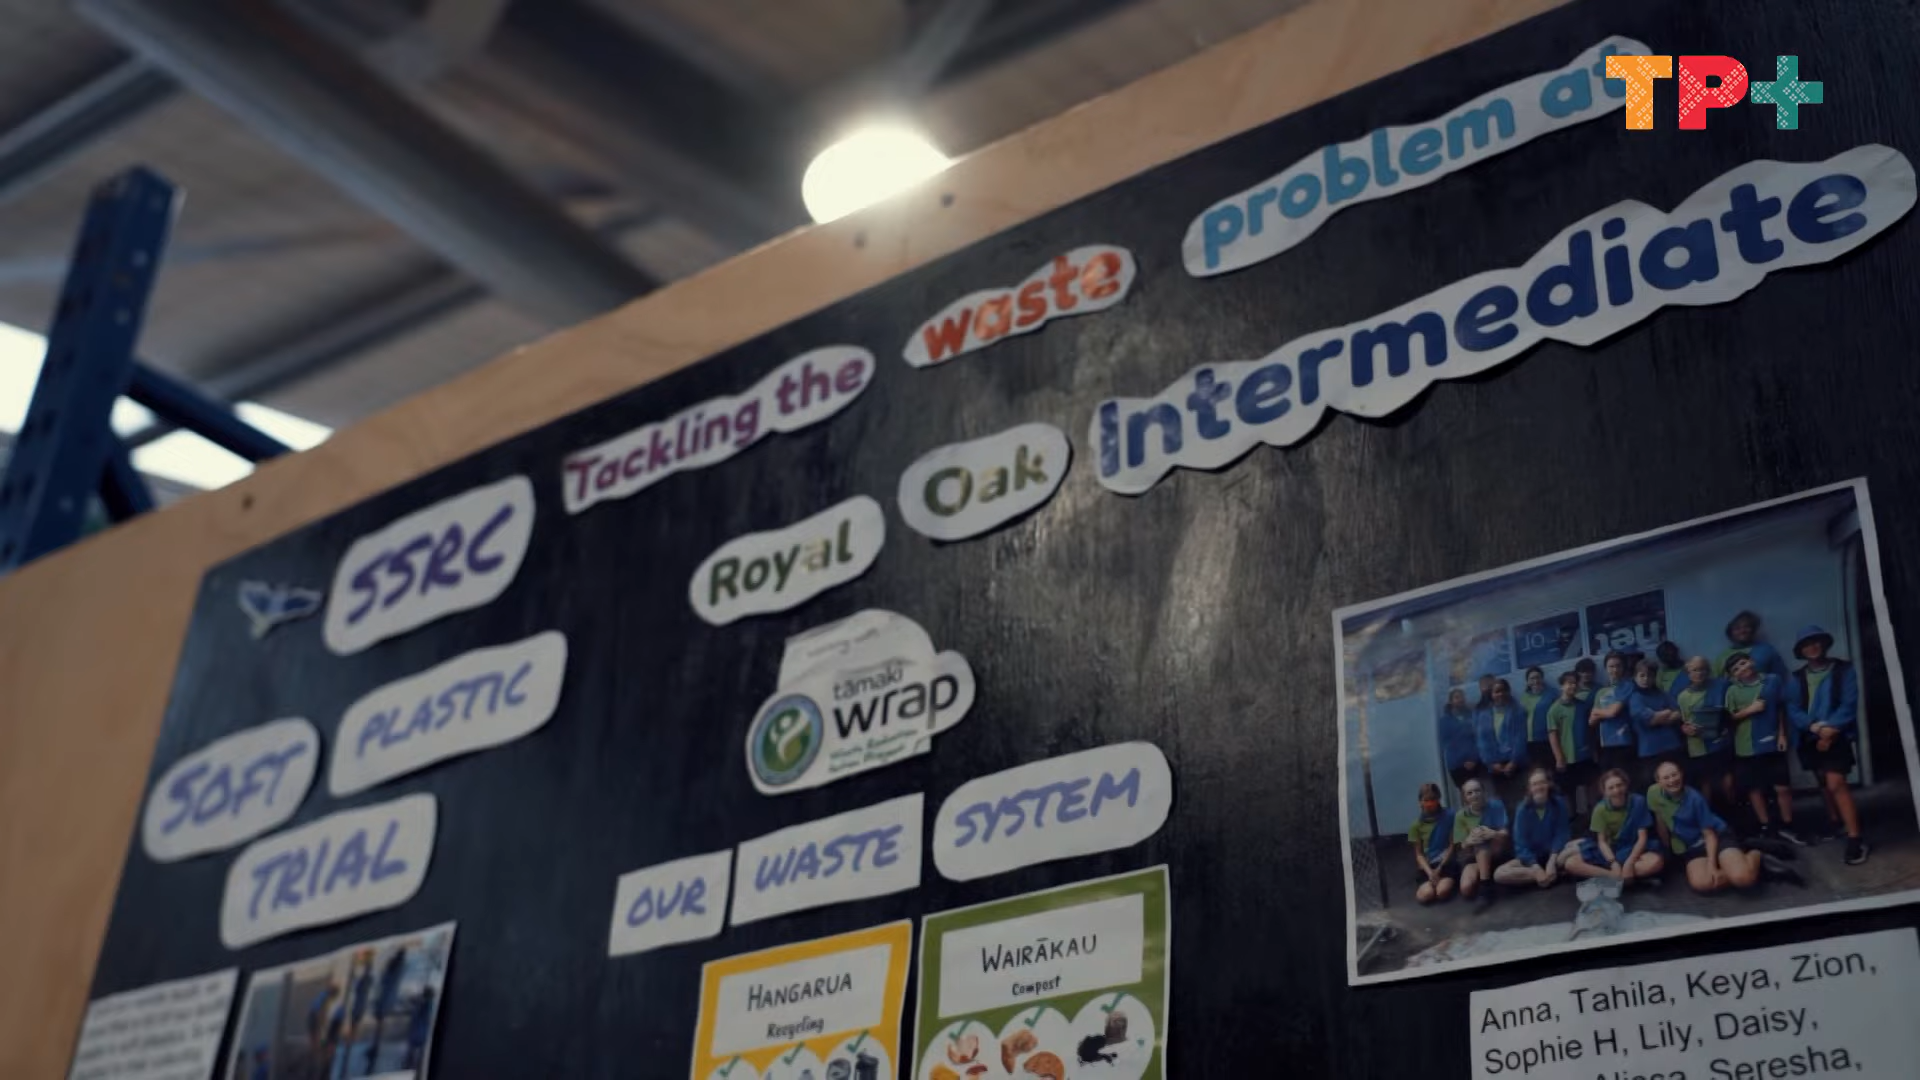 TP+
Tackling the waste problem at
Royal Oak Intermediate
SSRC
SOFT PLASTIC
TRIAL
tāmaki
wrap
OUR WASTE SYSTEM
HANGARUA
Recycling
WAIRĀKAU
Compost
Anna, Tahila, Keya, Zion,
Sophie H, Lily, Daisy,
Seresha,